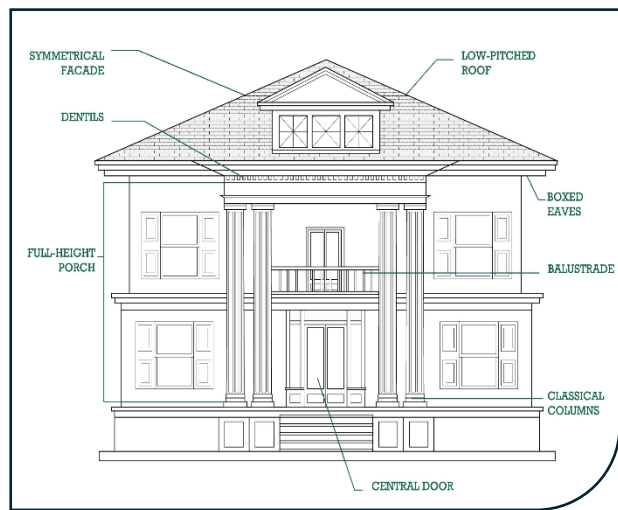 SYMMETRICAL
FACADE
LOW-PITCHED
ROOF
DENTILS
BOXED
EAVES
FULL-HEIGHT
PORCH
BALUSTRADE
CLASSICAL
COLUMNS
CENTRAL DOOR